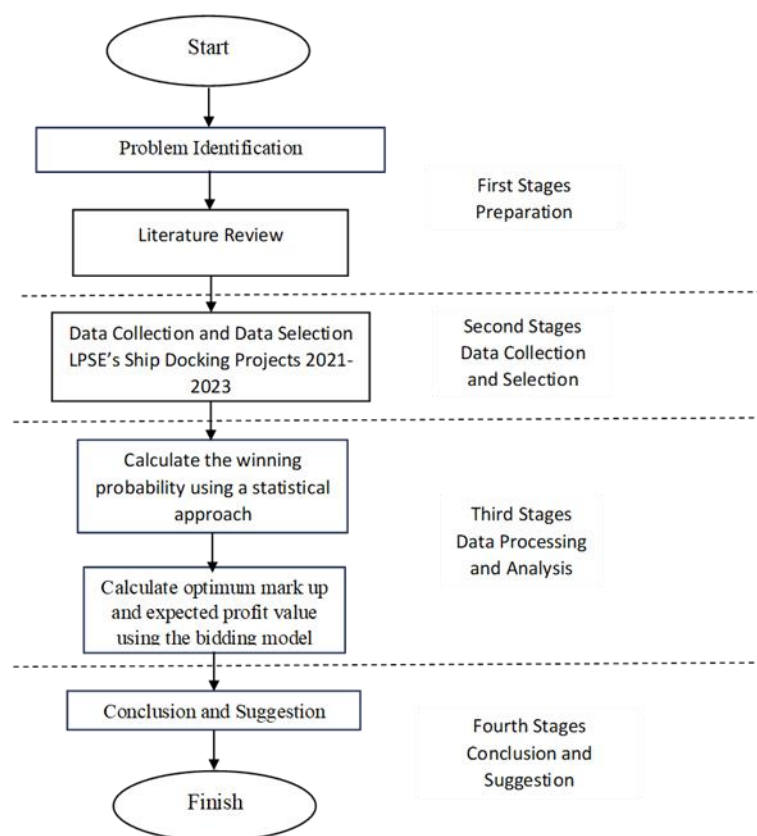 Start
Problem Identification
Literature Review
First Stages
Preparation
Data Collection and Data Selection
LPSE's Ship Docking Projects 2021-
2023
Second Stages
Data Collection
and Selection
Calculate the winning
probability using a statistical
approach
Calculate optimum mark up
and expected profit value
using the bidding model
Third Stages
Data Processing
and Analysis
Conclusion and Suggestion
Finish
Fourth Stages
Conclusion and
Suggestion